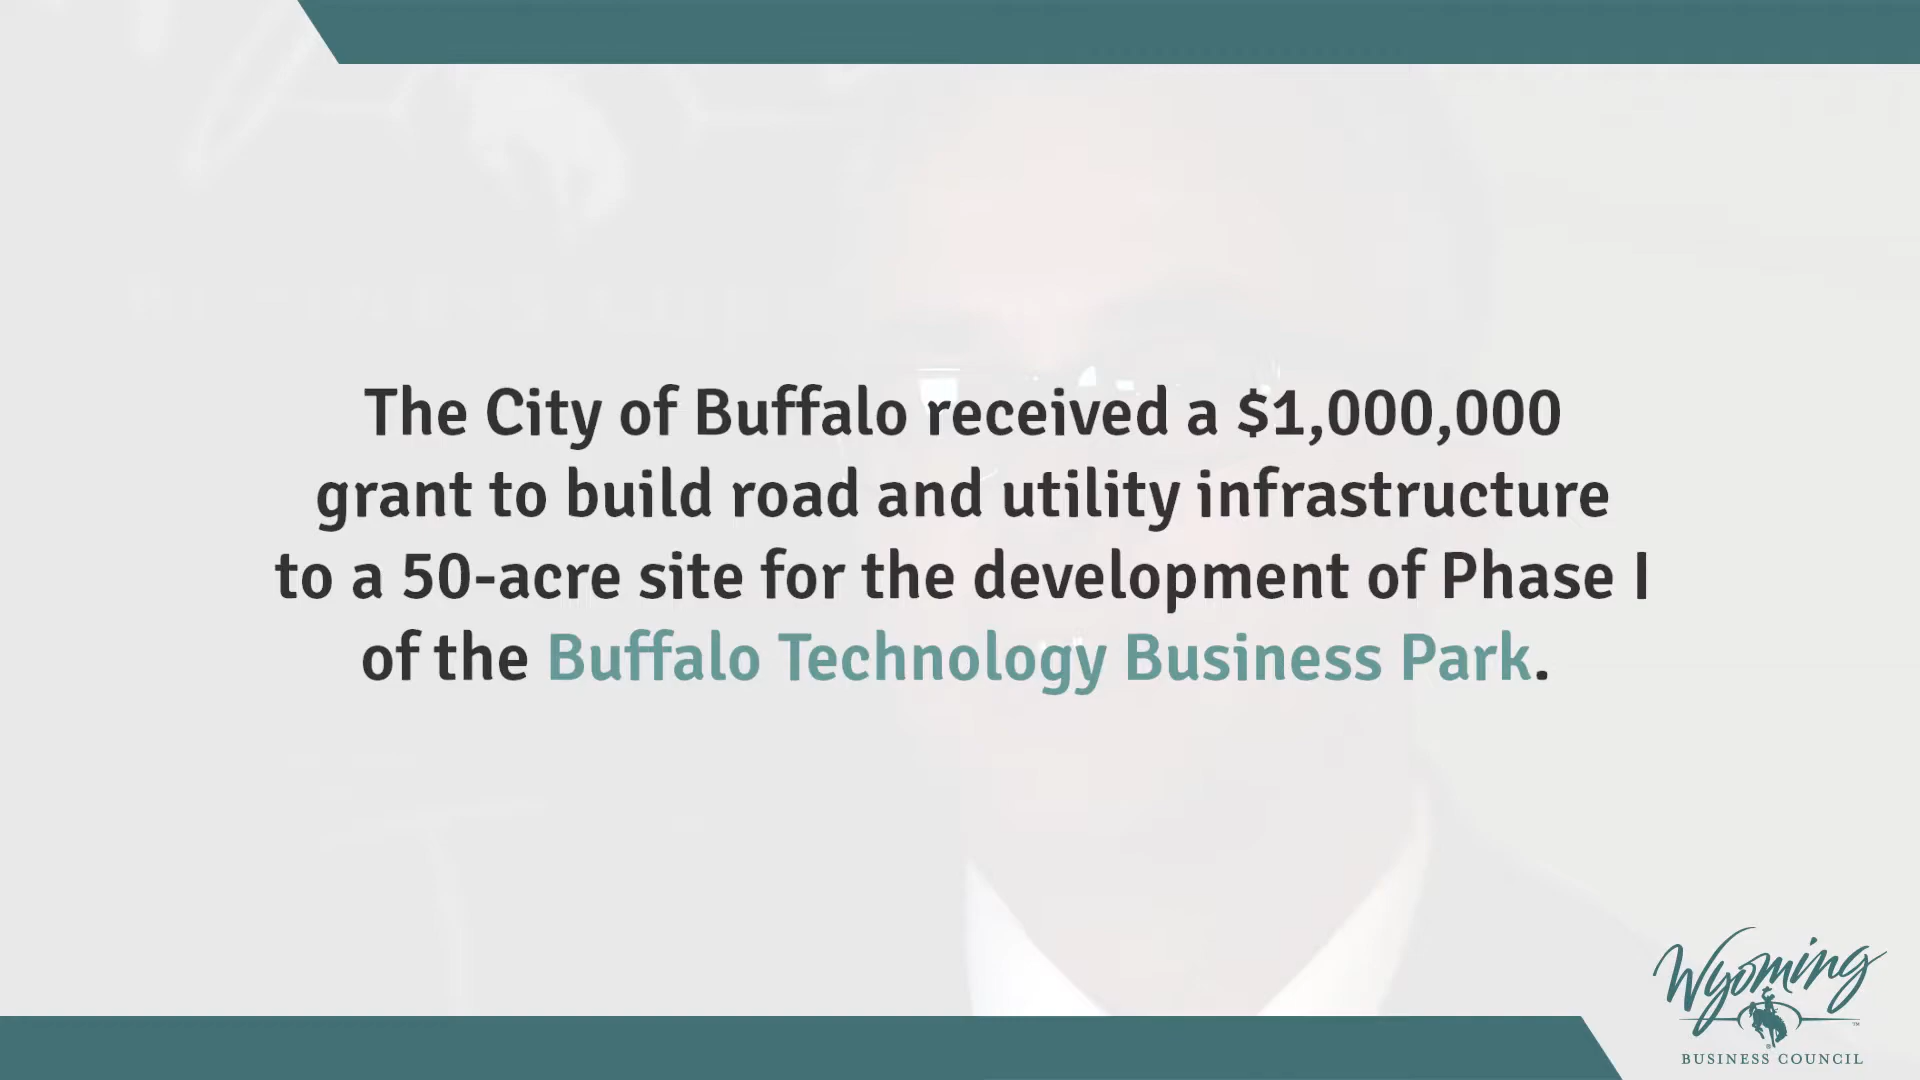 The City of Buffalo received a $1,000,000
grant to build road and utility infrastructure
to a 50-acre site for the development of Phase I
of the Buffalo Technology Business Park.
Wyoming
™
®
BUSINESS COUNCIL